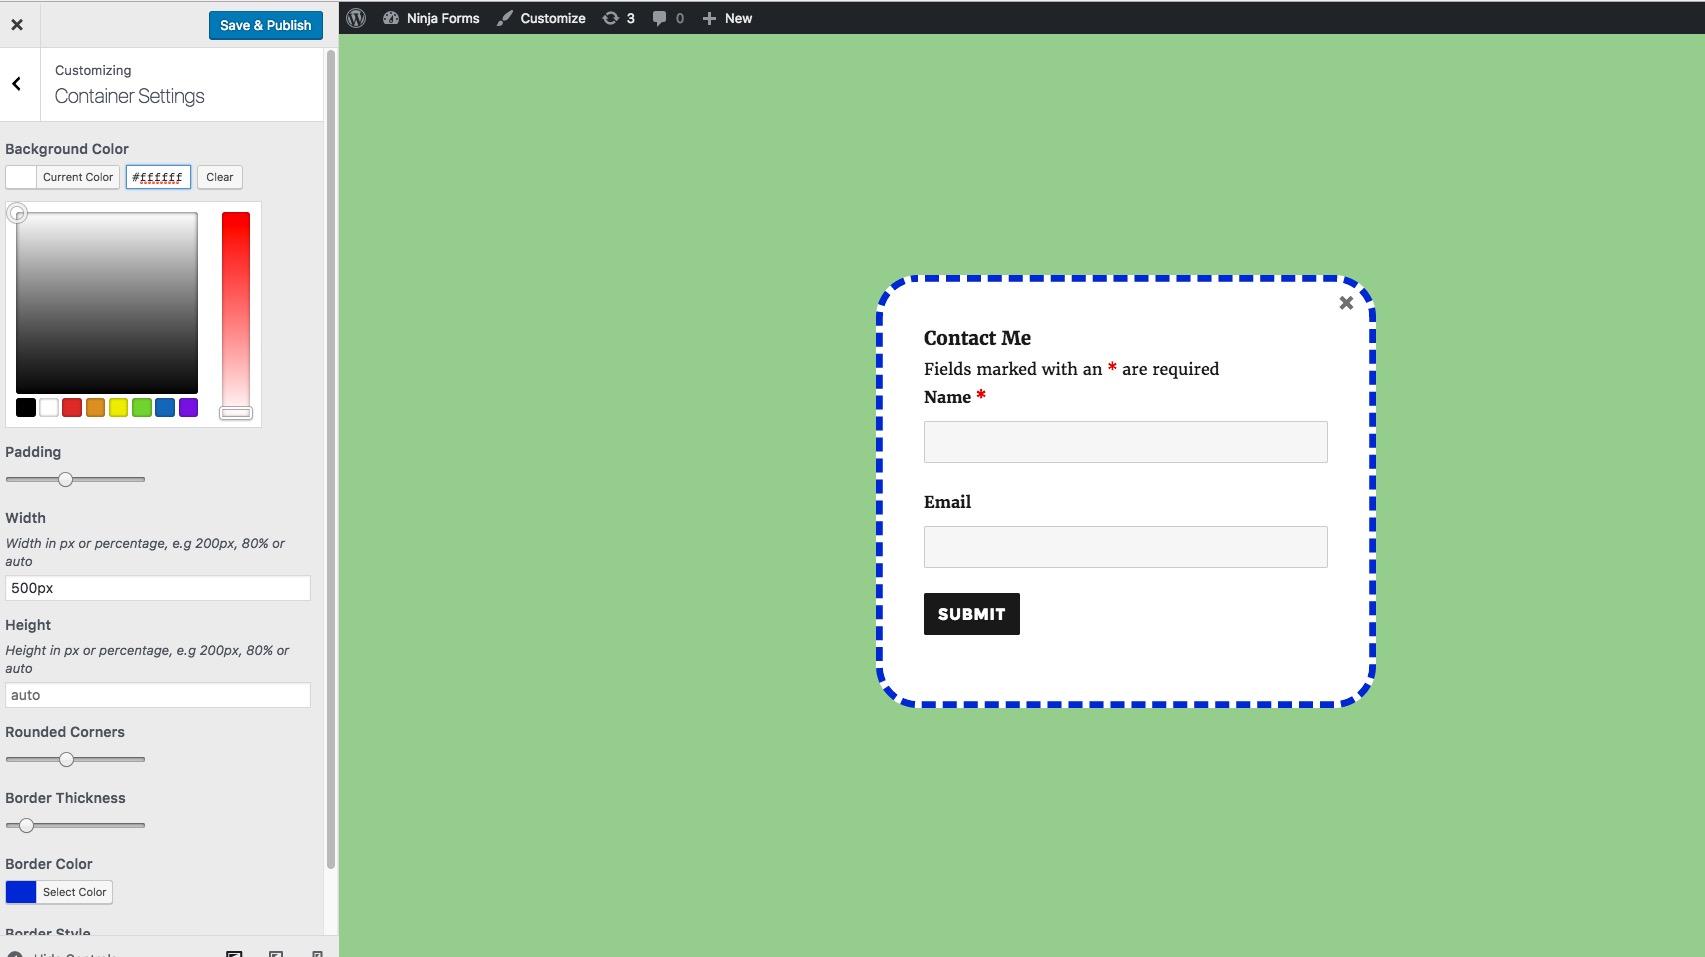 Save & Publish
Ninja Forms
Customize
3
0
New
Customizing
Container Settings
Background Color
Current Color
#ffffff
Clear
Padding
Width
Width in px or percentage, e.g 200px, 80% or
auto
500px
Height
Height in px or percentage, e.g 200px, 80% or
auto
auto
Rounded Corners
Border Thickness
Border Color
Select Color
Border Style
Hide Controls
Contact Me
Fields marked with an * are required
Name *
Email
SUBMIT